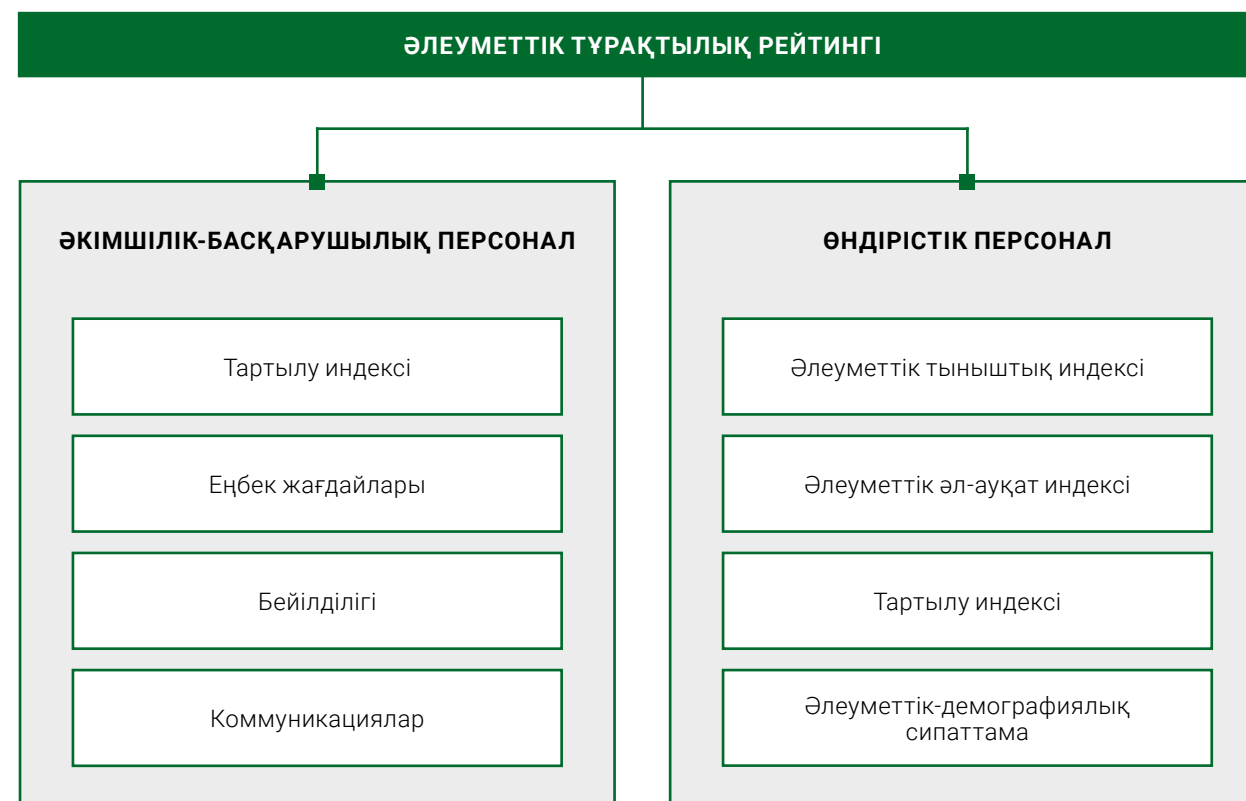 ӘЛЕУМЕТТІК ТҰРАҚТЫЛЫҚ РЕЙТИНГІ
ӘКІМШІЛІК-БАСҚАРУШЫЛЫҚ ПЕРСОНАЛ
Тартылу индексі
Еңбек жағдайлары
Бейілділігі
Коммуникациялар
ӨНДІРІСТІК ПЕРСОНАЛ
Әлеуметтік тыныштық индексі
Әлеуметтік әл-ауқат индексі
Тартылу индексі
Әлеуметтік-демографиялық
сипаттама